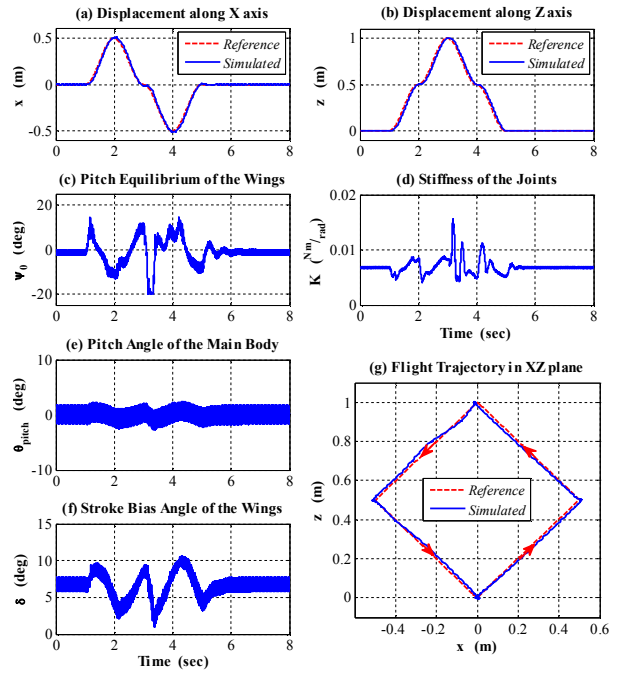 (a) Displacement along X axis
0.5
0
-0.5
x (m)
0 2 4 6 8
Reference
Simulated
(b) Displacement along Z axis
1
0.5
0
z (m)
0 2 4 6 8
Reference
Simulated
(c) Pitch Equilibrium of the Wings
20
0
-20
Ψ0 (deg)
0 2 4 6 8
(d) Stiffness of the Joints
0.02
0.01
0
K (Nm/rad)
0 2 4 6 8
Time (sec)
(e) Pitch Angle of the Main Body
10
0
-10
θpitch (deg)
0 2 4 6 8
(f) Stroke Bias Angle of the Wings
15
10
5
0
δ (deg)
0 2 4 6 8
Time (sec)
(g) Flight Trajectory in XZ plane
1
0.8
0.6
0.4
0.2
0
z (m)
-0.4 -0.2 0 0.2 0.4 0.6
x (m)
Reference
Simulated